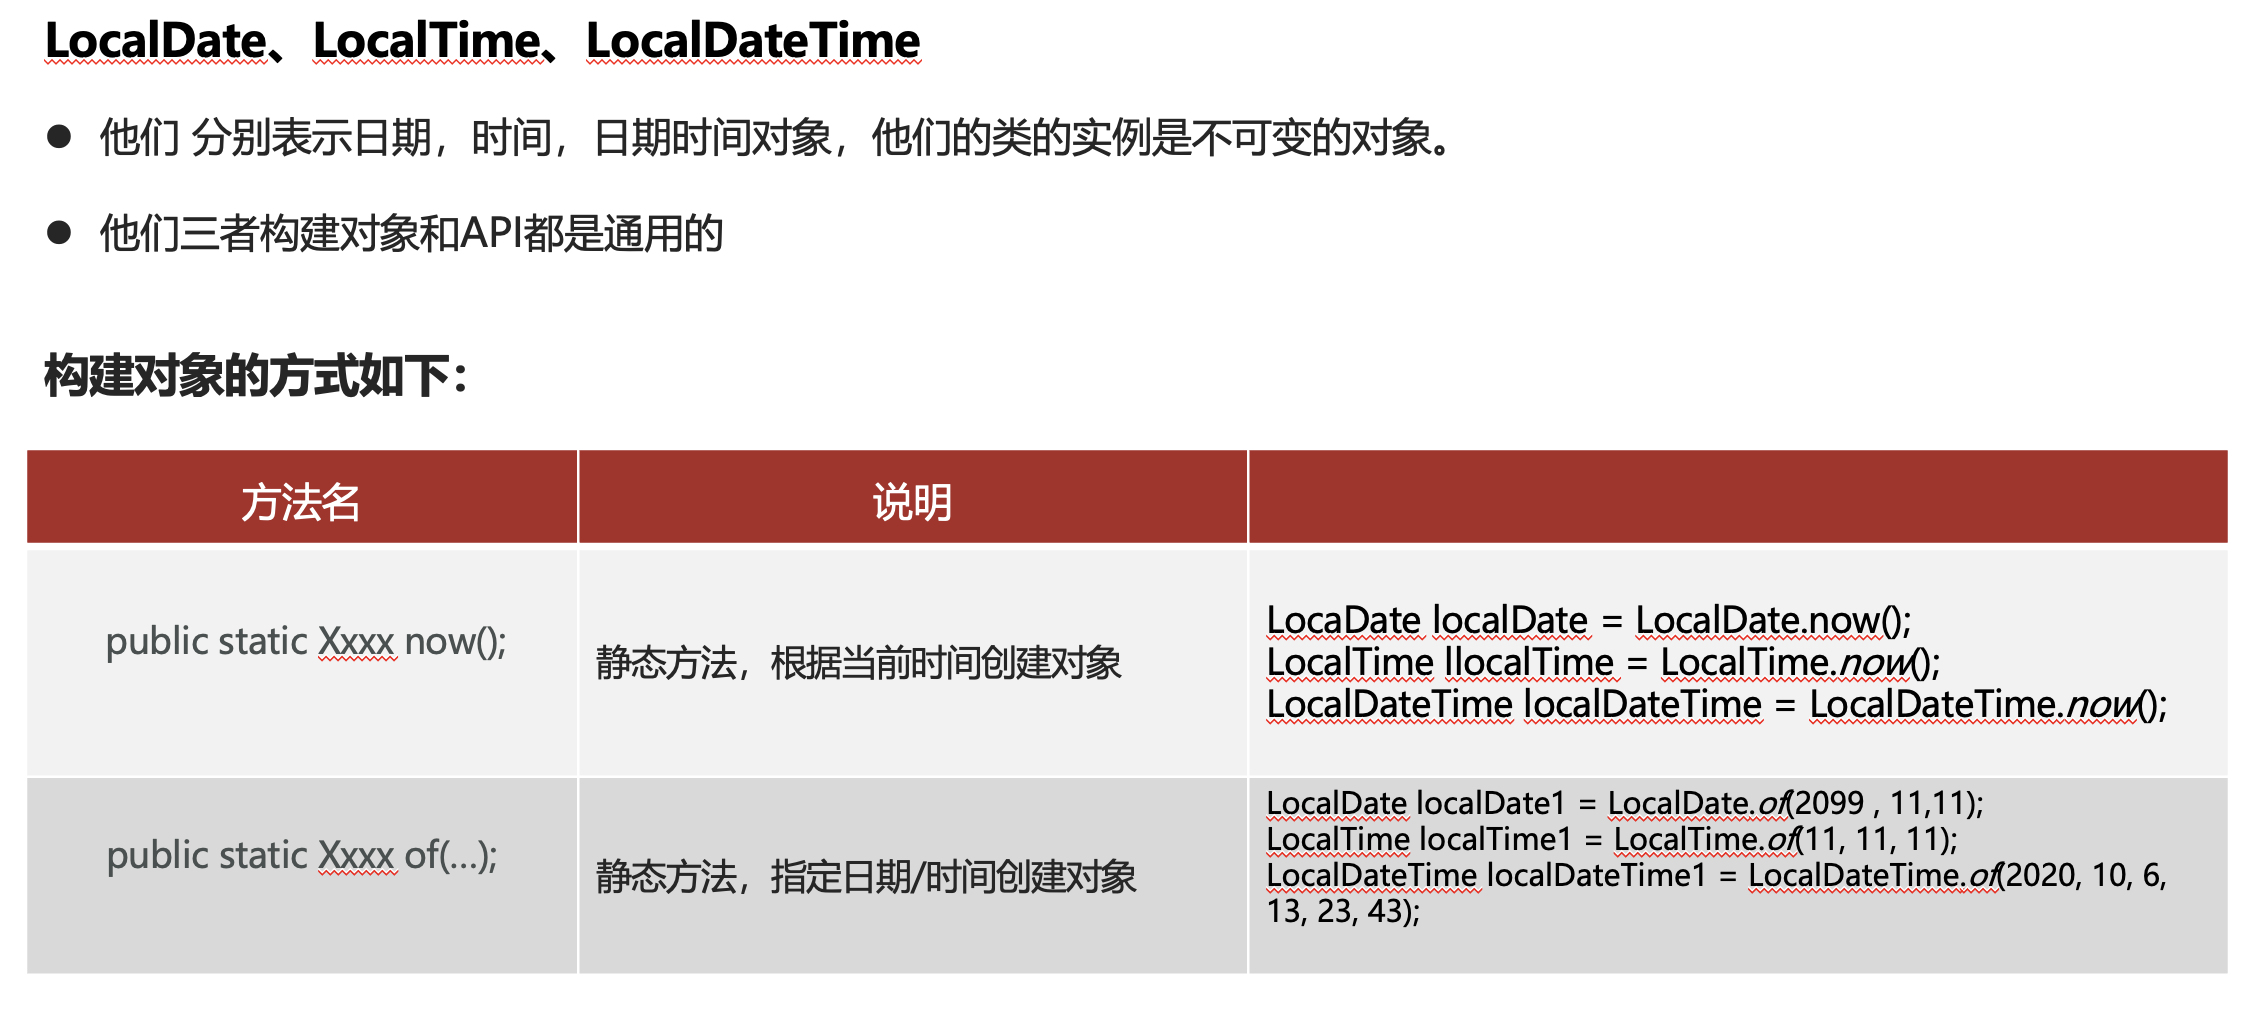 LocalDate、LocalTime、LocalDateTime
● 他们 分别表示日期，时间，日期时间对象，他们的类的实例是不可变的对象。
● 他们三者构建对象和API都是通用的
构建对象的方式如下：
方法名 说明
public static Xxxx now();
静态方法，根据当前时间创建对象
LocaDate localDate = LocalDate.now();
LocalTime llocalTime = LocalTime.now();
LocalDateTime localDateTime = LocalDateTime.now();
public static Xxxx of(...);
静态方法，指定日期/时间创建对象
LocalDate localDate1 = LocalDate.of(2099 , 11,11);
LocalTime localTime1 = LocalTime.of(11, 11, 11);
LocalDateTime localDateTime1 = LocalDateTime.of(2020, 10, 6,
13, 23, 43);